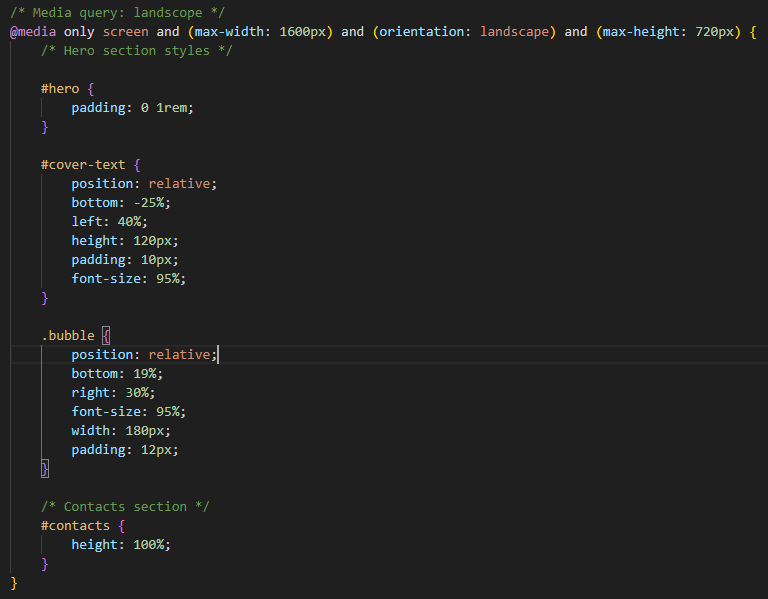 /* Media query: landscope */
@media only screen and (max-width: 1600px) and (orientation: landscape) and (max-height: 720px) {
    /* Hero section styles */

    #hero {
        padding: 0 1rem;
    }

    #cover-text {
        position: relative;
        bottom: -25%;
        left: 40%;
        height: 120px;
        padding: 10px;
        font-size: 95%;
    }

    .bubble {
        position: relative;
        bottom: 19%;
        right: 30%;
        font-size: 95%;
        width: 180px;
        padding: 12px;
    }

    /* Contacts section */
    #contacts {
        height: 100%;
    }
}